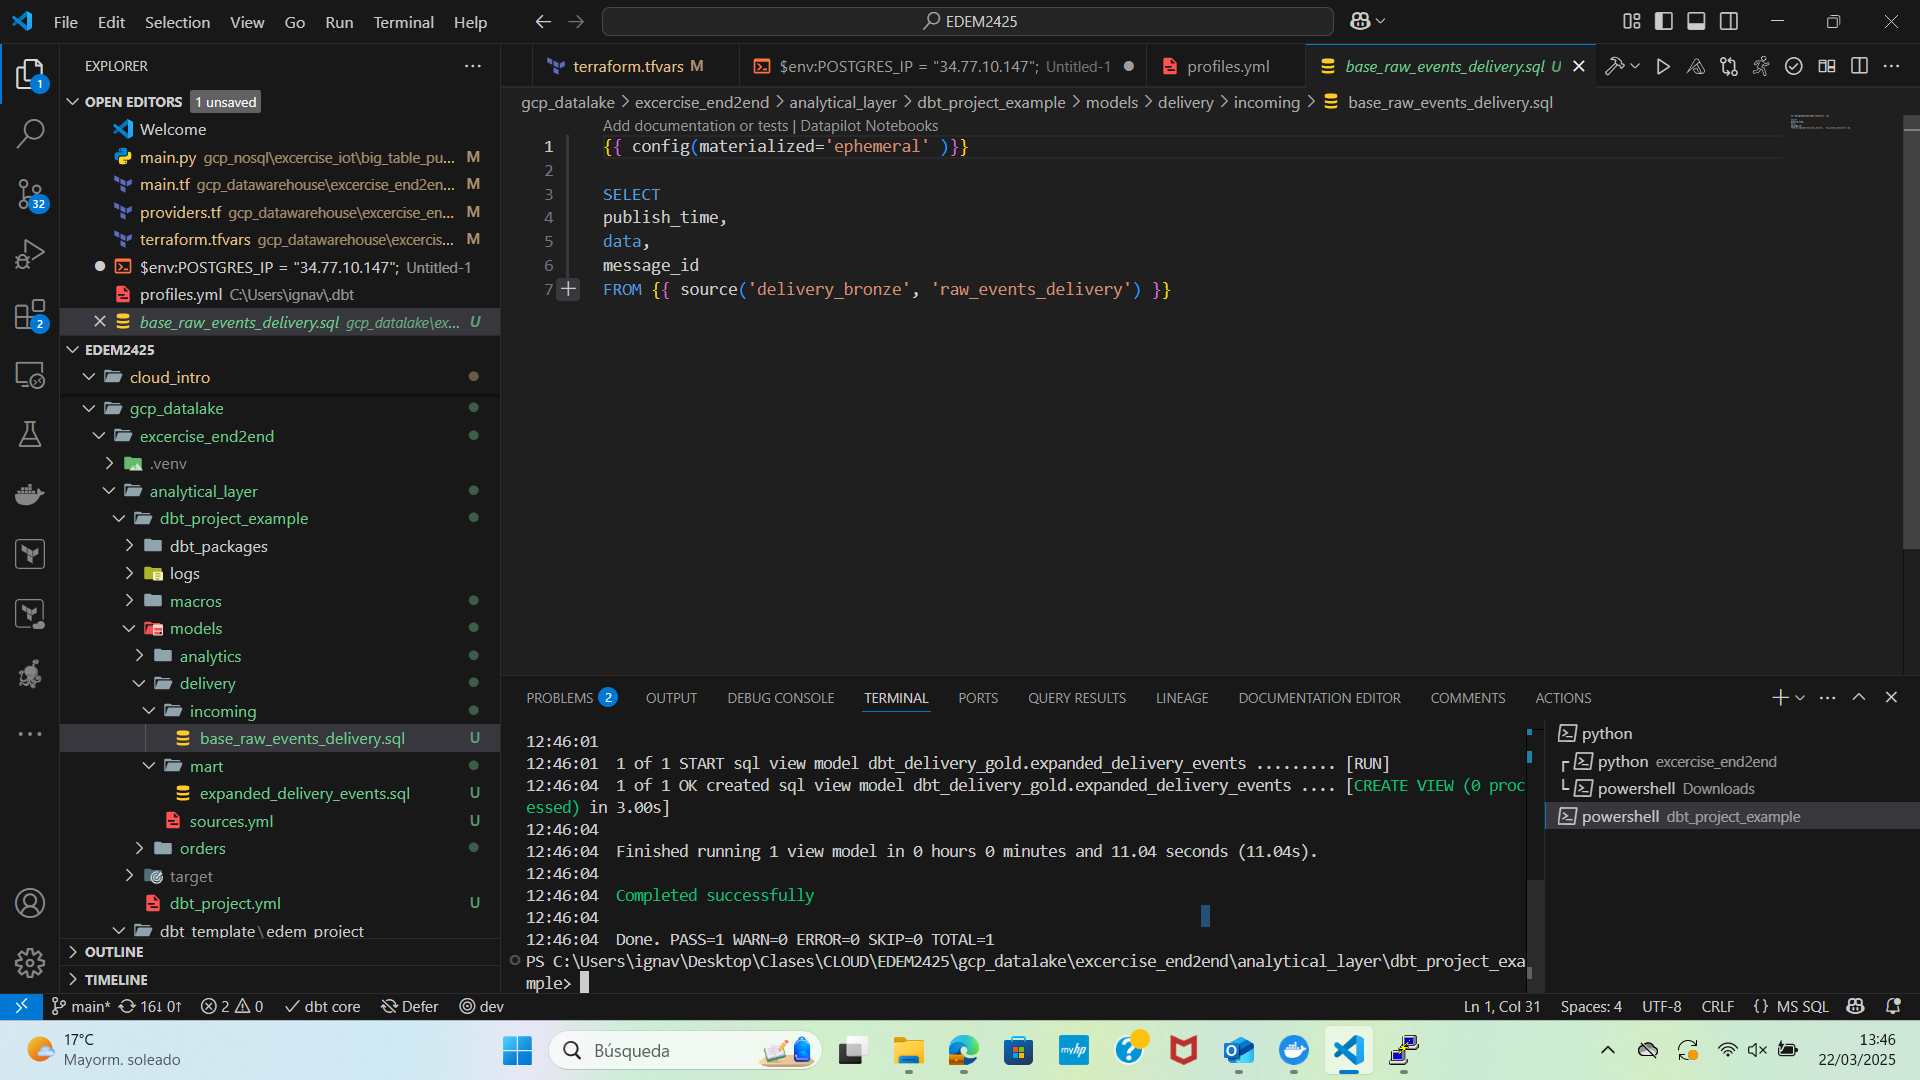 File Edit Selection View Go Run Terminal Help
EDEM2425
EXPLORER
OPEN EDITORS 1 unsaved
Welcome
main.py gcp_nosql\excercise_iot\big_table_pu... M
main.tf gcp_datawarehouse\excercise_end2en... M
providers.tf gcp_datawarehouse\excercise_en... M
terraform.tfvars gcp_datawarehouse\excercis... M
$env:POSTGRES_IP = "34.77.10.147"; Untitled-1
profiles.yml C:\Users\ignav\.dbt
base_raw_events_delivery.sql gcp_datalake\ex... U
EDEM2425
cloud_intro
gcp_datalake
excercise_end2end
.venv
analytical_layer
dbt_project_example
dbt_packages
logs
macros
models
analytics
delivery
incoming
base_raw_events_delivery.sql U
mart
expanded_delivery_events.sql U
sources.yml U
orders
target
dbt_project.yml U
dbt_template\edem_project
OUTLINE
TIMELINE
1
32
2
terraform.tfvars M
$env:POSTGRES_IP = "34.77.10.147"; Untitled-1
profiles.yml
base_raw_events_delivery.sql U
gcp_datalake > excercise_end2end > analytical_layer > dbt_project_example > models > delivery > incoming > base_raw_events_delivery.sql
Add documentation or tests | Datapilot Notebooks
1 {{ config(materialized='ephemeral' )}}
2
3 SELECT
4 publish_time,
5 data,
6 message_id
7 FROM {{ source('delivery_bronze', 'raw_events_delivery') }}
PROBLEMS 2 OUTPUT DEBUG CONSOLE TERMINAL PORTS QUERY RESULTS LINEAGE DOCUMENTATION EDITOR COMMENTS ACTIONS
12:46:01
12:46:01 1 of 1 START sql view model dbt_delivery_gold.expanded_delivery_events ......... [RUN]
12:46:04 1 of 1 OK created sql view model dbt_delivery_gold.expanded_delivery_events .... [CREATE VIEW (0 proc
essed) in 3.00s]
12:46:04
12:46:04 Finished running 1 view model in 0 hours 0 minutes and 11.04 seconds (11.04s).
12:46:04
12:46:04 Completed successfully
12:46:04
12:46:04 Done. PASS=1 WARN=0 ERROR=0 SKIP=0 TOTAL=1
PS C:\Users\ignav\Desktop\Clases\CLOUD\EDEM2425\gcp_datalake\excercise_end2end\analytical_layer\dbt_project_exa
mple>
python
python excercise_end2end
powershell Downloads
powershell dbt_project_example
main* 16↓ 0↑ 2 0 dbt core Defer dev
Ln 1, Col 31 Spaces: 4 UTF-8 CRLF {} MS SQL
17°C
Mayorm. soleado
Búsqueda
myhp
13:46
22/03/2025